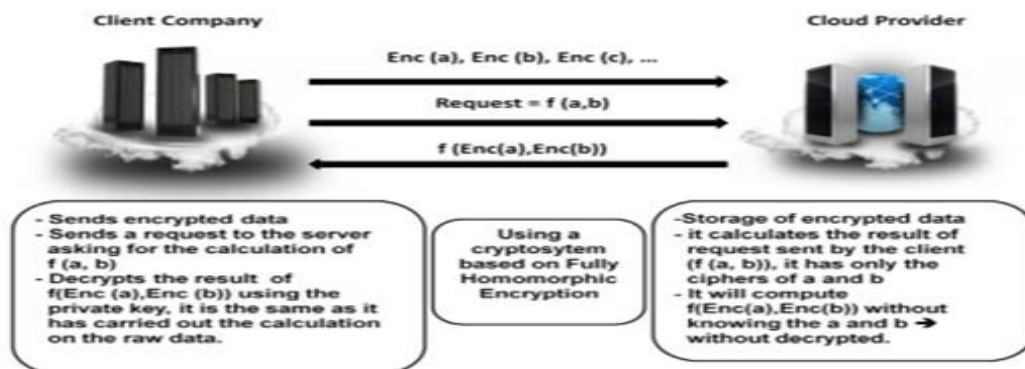 Client Company
Cloud Provider
Enc (a), Enc (b), Enc (c), ...
Request = f (a,b)
f (Enc(a),Enc(b))
- Sends encrypted data
- Sends a request to the server
asking for the calculation of
f (a, b)
- Decrypts the result of
f(Enc (a),Enc (b)) using the
private key, it is the same as it
has carried out the calculation
on the raw data.
Using a
cryptosytem
based on Fully
Homomorphic
Encryption
-Storage of encrypted data
- it calculates the result of
request sent by the client
(f (a, b)), it has only the
ciphers of a and b
- It will compute
f(Enc(a),Enc(b)) without
knowing the a and b →
without decrypted.